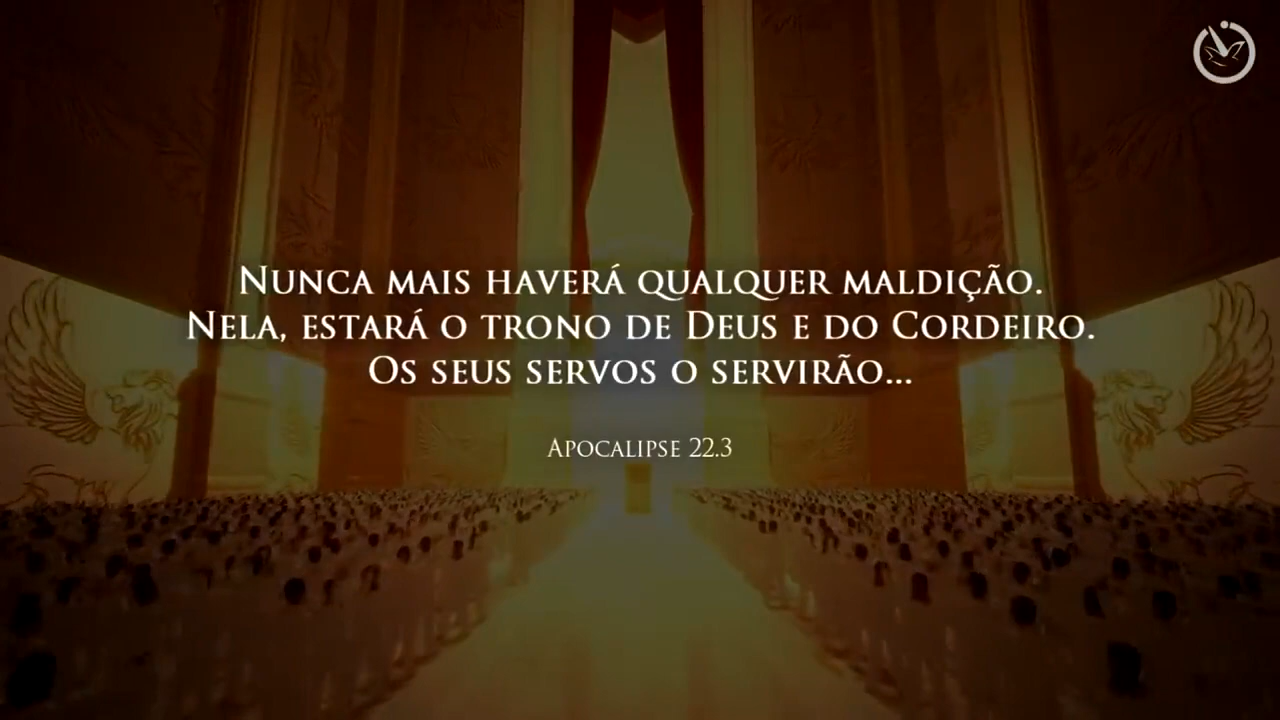 Nunca mais haverá qualquer maldição.
Nela, estará o trono de Deus e do Cordeiro.
Os seus servos o servirão...
Apocalipse 22.3